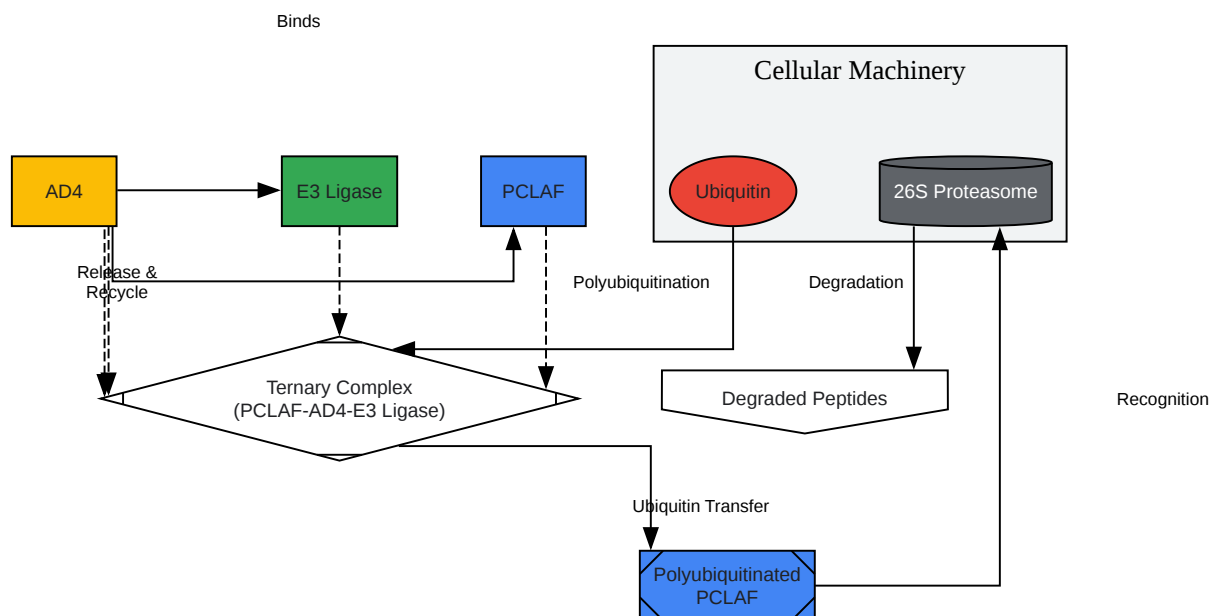 Binds
Cellular Machinery
AD4
E3 Ligase
PCLAF
Ubiquitin
26S Proteasome
Release &
Recycle
Polyubiquitination
Degradation
Ternary Complex
(PCLAF-AD4-E3 Ligase)
Degraded Peptides
Recognition
Ubiquitin Transfer
Polyubiquitinated
PCLAF